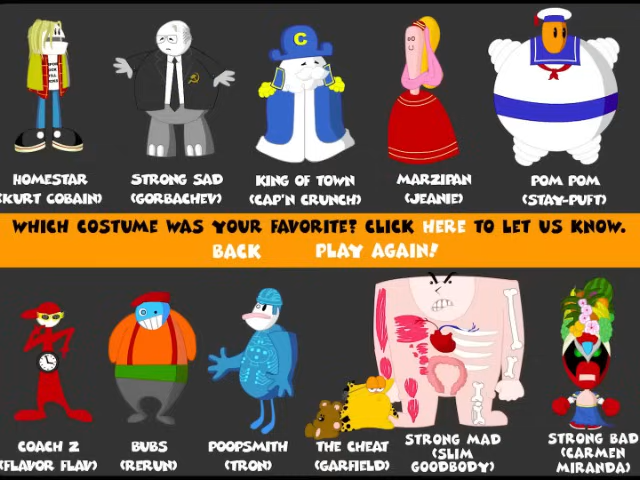 HOMESTAR
(KURT COBAIN)
STRONG SAD
(GORBACHEV)
KING OF TOWN
(CAP'N CRUNCH)
MARZIPAN
(JEANIE)
POM POM
(STAY-PUFT)
C
WHICH COSTUME WAS YOUR FAVORITE? CLICK HERE TO LET US KNOW.
BACK PLAY AGAIN!
COACH Z
(FLAVOR FLAV)
BUBS
(RERUN)
POOPSMITH
(TRON)
THE CHEAT
(GARFIELD)
STRONG MAD
(SLIM
GOODBODY)
STRONG BAD
(CARMEN
MIRANDA)